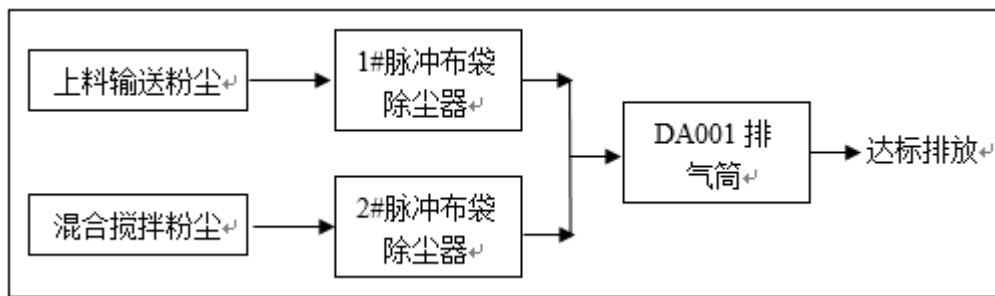 上料输送粉尘
1#脉冲布袋
除尘器
DA001 排
气筒
达标排放
混合搅拌粉尘
2#脉冲布袋
除尘器